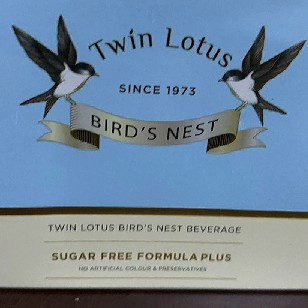 Twin Lotus
SINCE 1973
BIRD'S NEST
TWIN LOTUS BIRD'S NEST BEVERAGE
SUGAR FREE FORMULA PLUS
NO ARTIFICIAL COLOUR & PRESERVATIVES